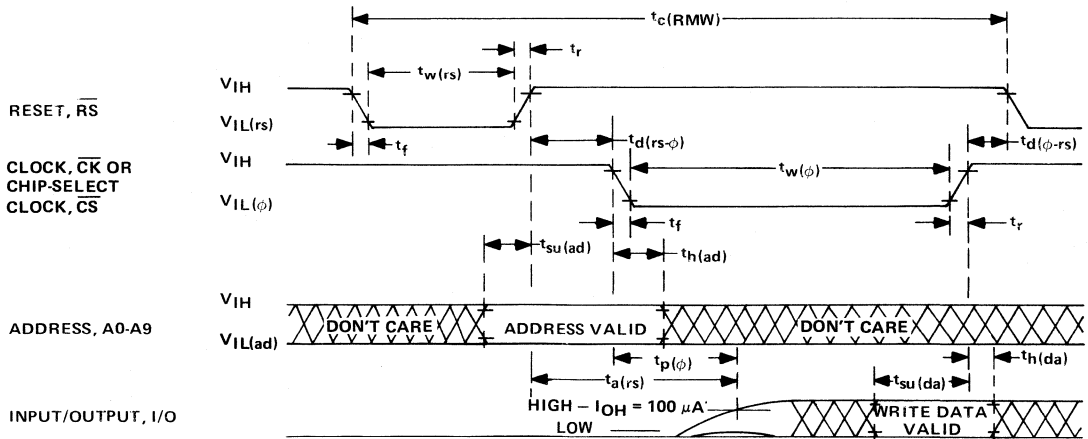 tc(RMW)
tr
tw(rs)
VIH
RESET, R̅S̅
VIL(rs)
tf
td(rs-ϕ)
td(ϕ-rs)
VIH
CLOCK, C̅K̅ OR
CHIP-SELECT
CLOCK, C̅S̅
tw(ϕ)
VIL(ϕ)
tf
tr
tsu(ad)
th(ad)
VIH
ADDRESS, A0-A9
DON'T CARE
ADDRESS VALID
DON'T CARE
VIL(ad)
tp(ϕ)
th(da)
ta(rs)
tsu(da)
INPUT/OUTPUT, I/O
HIGH – IOH = 100 μA
LOW
WRITE DATA
VALID